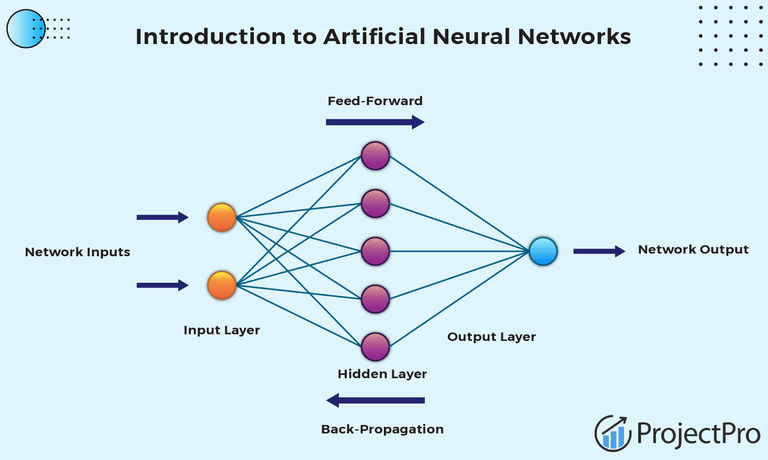 Introduction to Artificial Neural Networks
Feed-Forward
Network Inputs
Network Output
Input Layer
Output Layer
Hidden Layer
Back-Propagation
ProjectPro